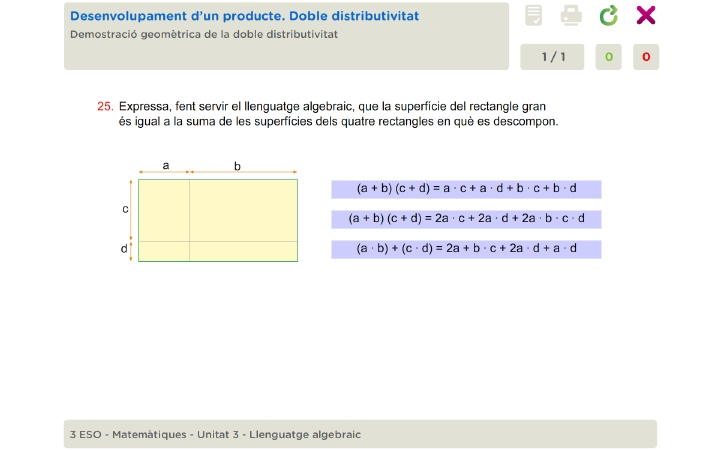 Desenvolupament d'un producte. Doble distributivitat
Demostració geomètrica de la doble distributivitat
1 / 1
0
0
25. Expressa, fent servir el llenguatge algebraic, que la superfície del rectangle gran
és igual a la suma de les superfícies dels quatre rectangles en què es descompon.
a
b
c
d
(a + b) (c + d) = a · c + a · d + b · c + b · d
(a + b) (c + d) = 2a · c + 2a · d + 2a · b · c · d
(a · b) + (c · d) = 2a + b · c + 2a · d + a · d
3 ESO - Matemàtiques - Unitat 3 - Llenguatge algebraic